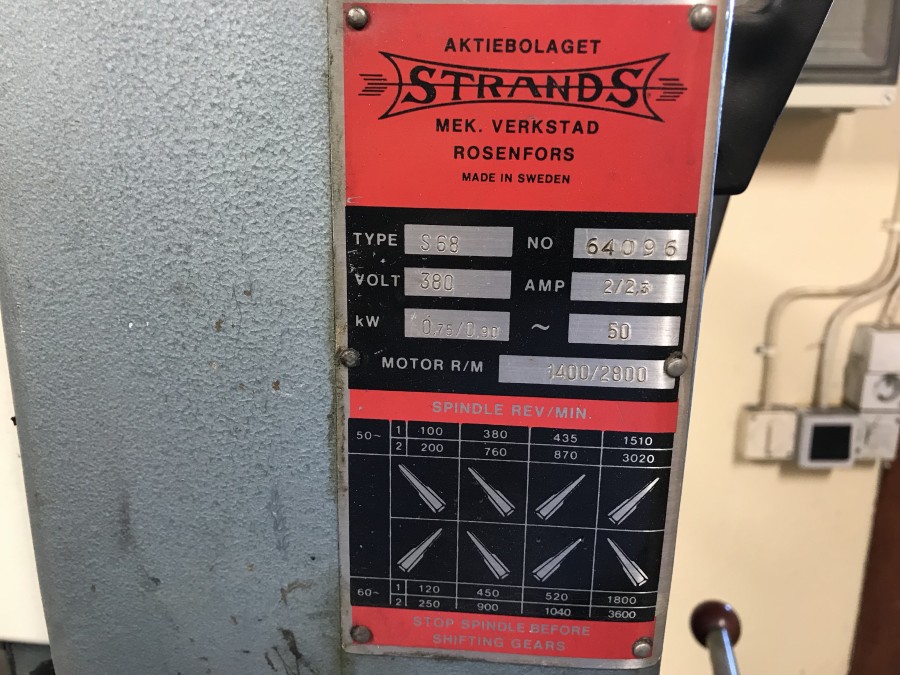 AKTIEBOLAGET
STRANDS
MEK. VERKSTAD
ROSENFORS
MADE IN SWEDEN
TYPE S68 NO 64096
VOLT 380 AMP 2/2,3
kW 0,75/0,90 ~ 50
MOTOR R/M 1400/2800
SPINDLE REV/MIN.
50~ 1 100 380 435 1510
2 200 760 870 3020
60~ 1 120 450 520 1800
2 250 900 1040 3600
STOP SPINDLE BEFORE
SHIFTING GEARS